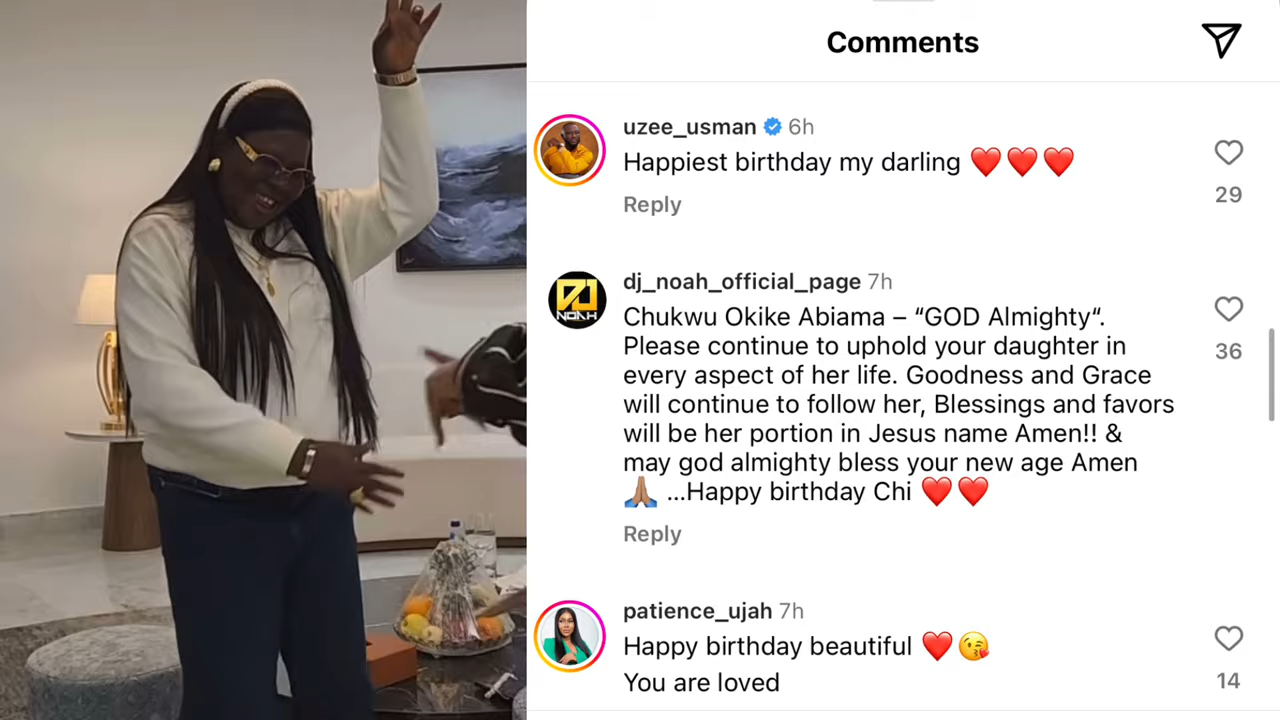 Comments
uzee_usman 6h
Happiest birthday my darling ❤️❤️❤️
Reply
29
dj_noah_official_page 7h
NOAH
Chukwu Okike Abiama – “GOD Almighty“.
Please continue to uphold your daughter in
every aspect of her life. Goodness and Grace
will continue to follow her, Blessings and favors
will be her portion in Jesus name Amen!! &
may god almighty bless your new age Amen
🙏🏽 ...Happy birthday Chi ❤️❤️
Reply
36
patience_ujah 7h
Happy birthday beautiful ❤️😘
You are loved
14